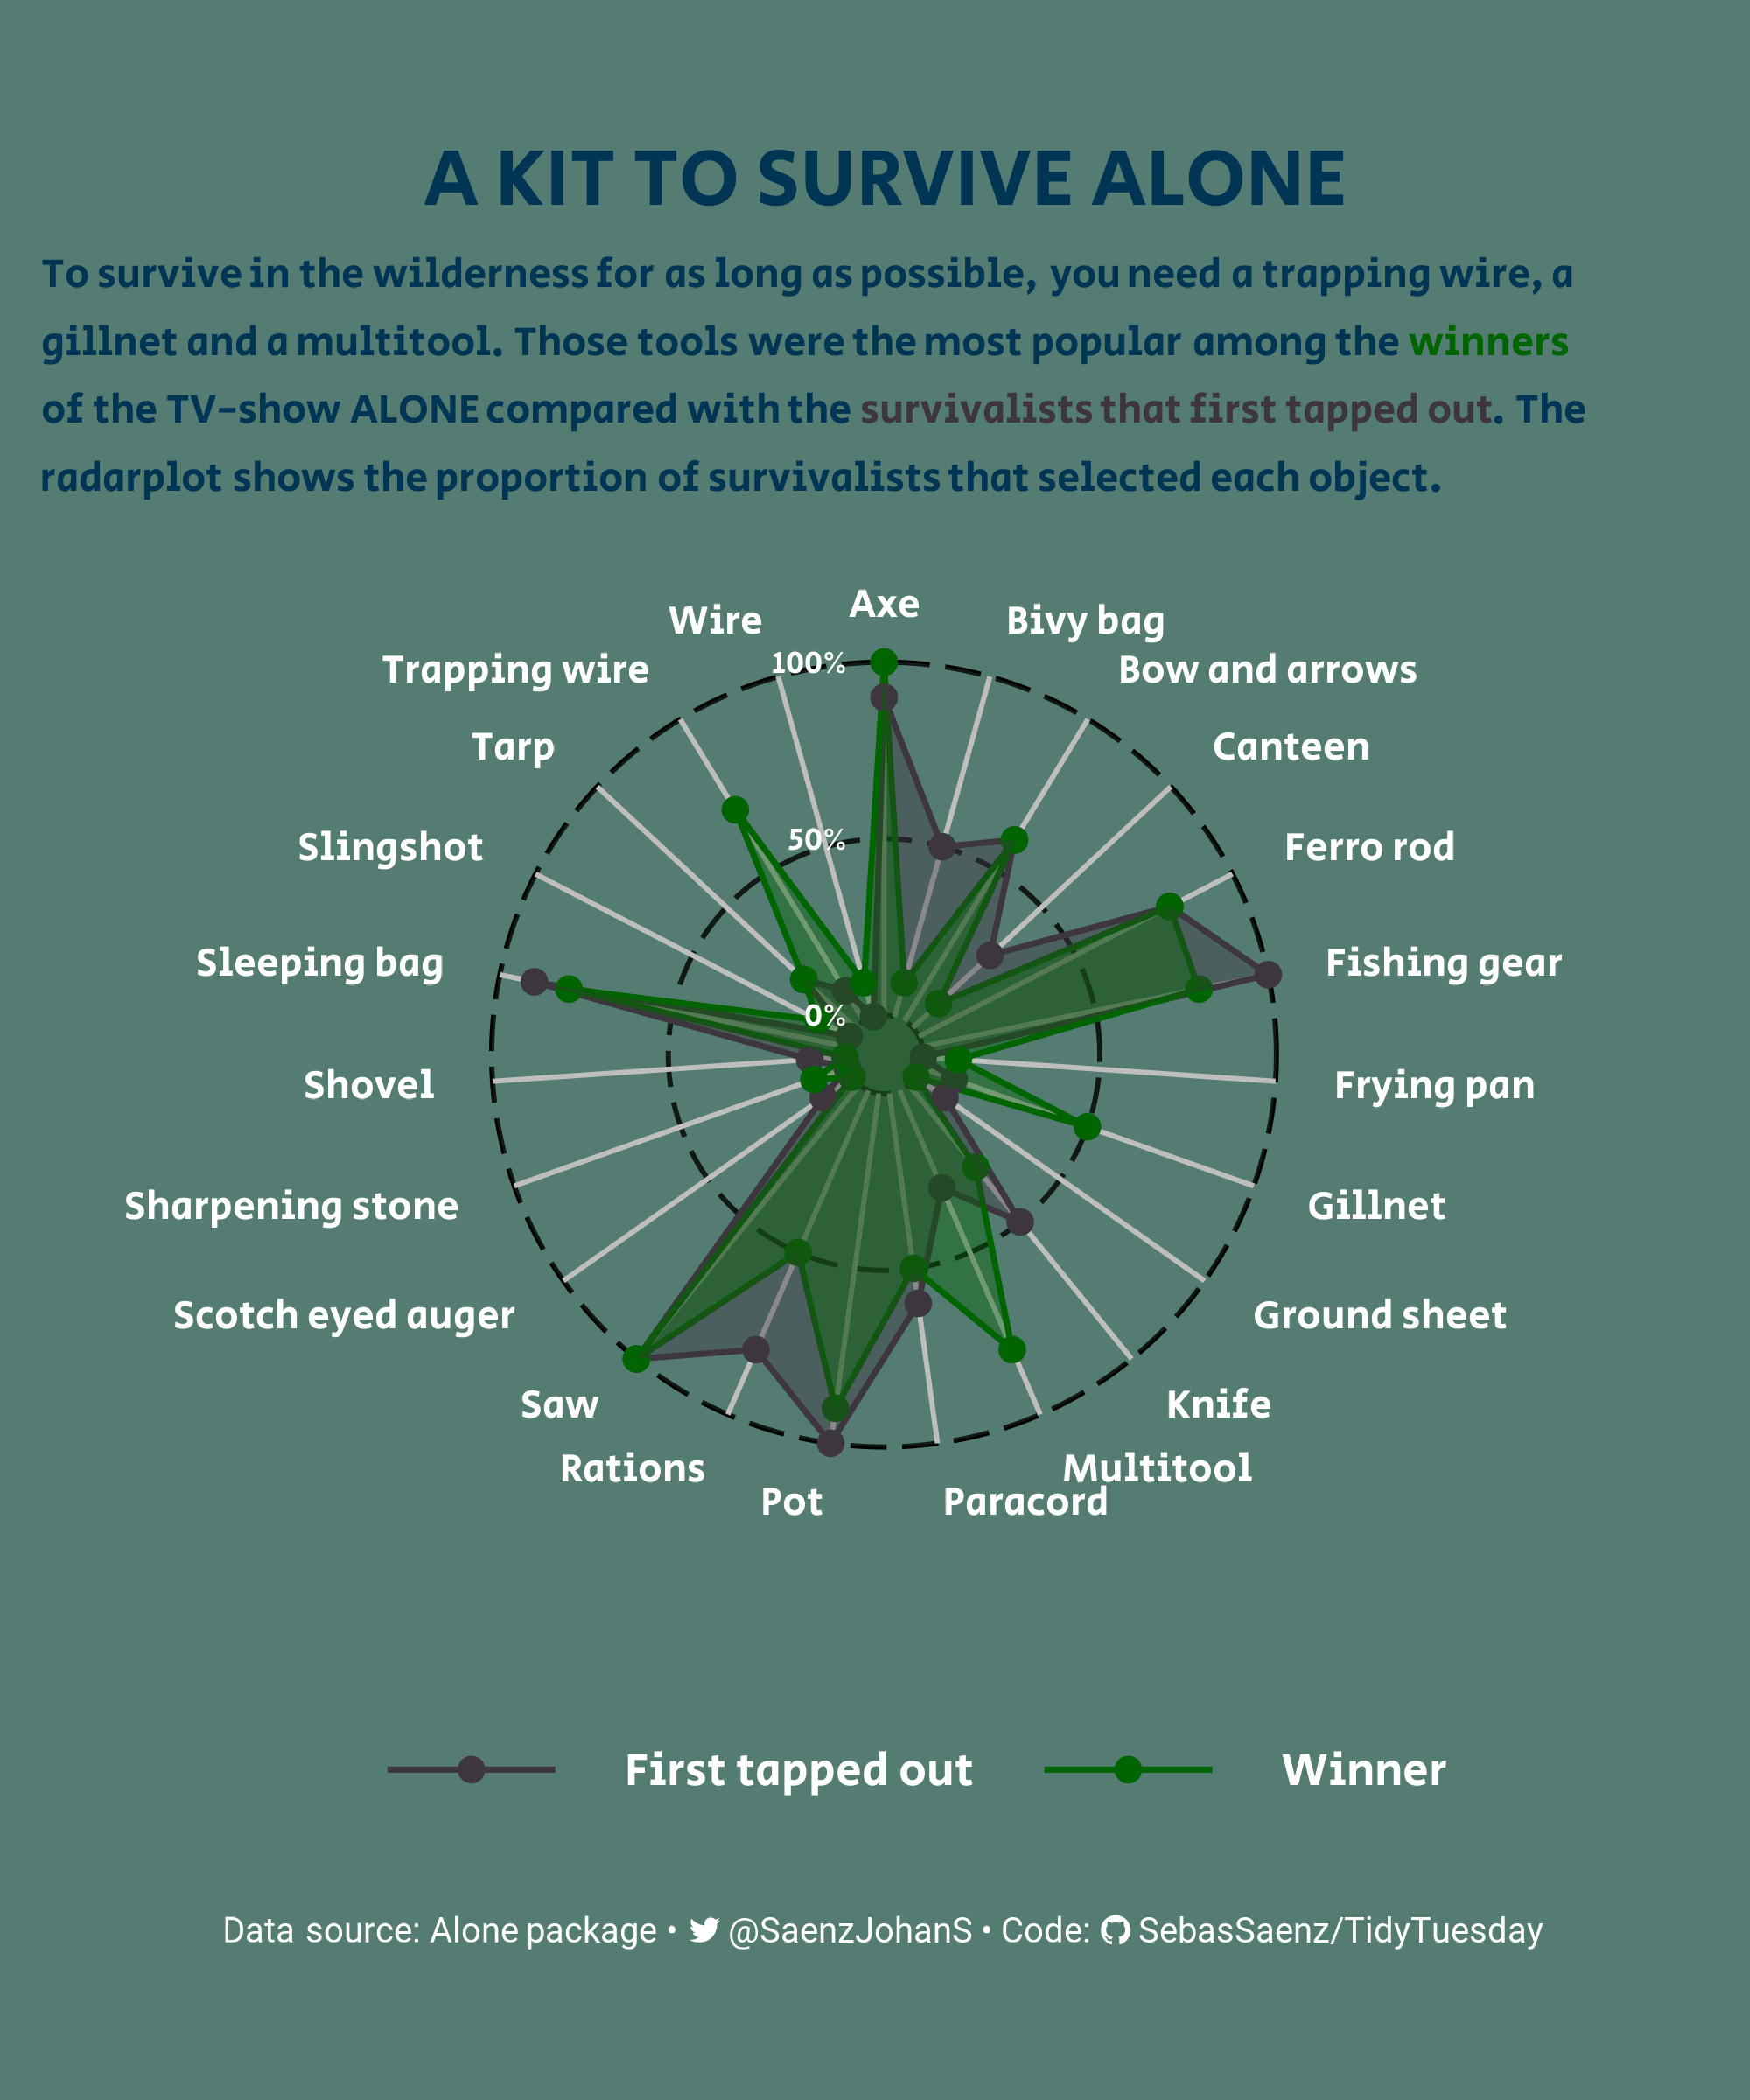 A KIT TO SURVIVE ALONE
To survive in the wilderness for as long as possible, you need a trapping wire, a
gillnet and a multitool. Those tools were the most popular among the winners
of the TV-show ALONE compared with the survivalists that first tapped out. The
radarplot shows the proportion of survivalists that selected each object.
Axe
Wire
Bivy bag
100%
Trapping wire
Bow and arrows
Tarp
Canteen
50%
Slingshot
Ferro rod
Sleeping bag
Fishing gear
0%
Shovel
Frying pan
Sharpening stone
Gillnet
Scotch eyed auger
Ground sheet
Saw
Knife
Rations
Multitool
Pot
Paracord
First tapped out
Winner
Data source: Alone package • @SaenzJohanS • Code: SebasSaenz/TidyTuesday